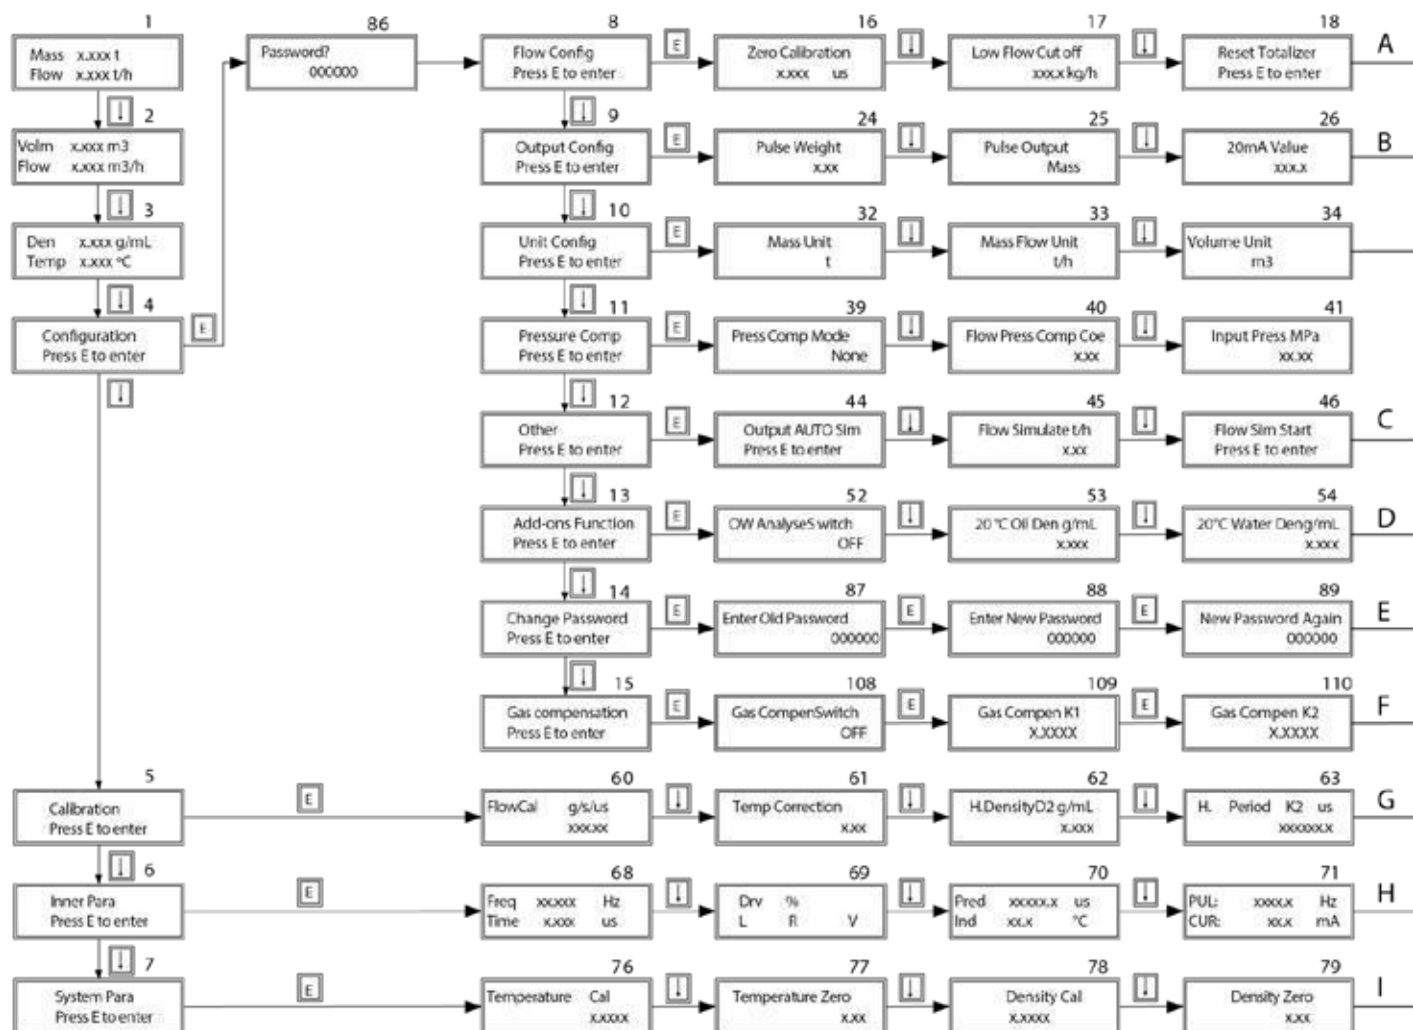 1
86
8
16
17
18
Mass x.xxx t
Flow x.xxx t/h
Password?
000000
Flow Config
Press E to enter
E
Zero Calibration
x.xxx us
↓
Low Flow Cut off
xxx.x kg/h
↓
Reset Totalizer
Press E to enter
A
↓ 2
↓ 9
24
25
26
Volm x.xxx m3
Flow x.xxx m3/h
Output Config
Press E to enter
E
Pulse Weight
x.xx
↓
Pulse Output
Mass
↓
20mA Value
xxx.x
B
↓ 3
↓ 10
32
33
34
Den x.xxx g/mL
Temp x.xxx ºC
Unit Config
Press E to enter
E
Mass Unit
t
↓
Mass Flow Unit
t/h
↓
Volume Unit
m3
↓ 4
↓ 11
39
40
41
Configuration
Press E to enter
E
Pressure Comp
Press E to enter
E
Press Comp Mode
None
↓
Flow Press Comp Coe
x.xx
↓
Input Press MPa
xx.xx
↓
↓ 12
44
45
46
Other
Press E to enter
E
Output AUTO Sim
Press E to enter
↓
Flow Simulate t/h
x.xx
↓
Flow Sim Start
Press E to enter
C
↓ 13
52
53
54
Add-ons Function
Press E to enter
E
OW AnalyseS witch
OFF
↓
20 ℃ Oil Den g/mL
x.xxx
↓
20℃ Water Deng/mL
x.xxx
D
↓ 14
87
88
89
Change Password
Press E to enter
E
Enter Old Password
000000
E
Enter New Password
000000
E
New Password Again
000000
E
↓ 15
108
109
110
Gas compensation
Press E to enter
E
Gas CompenSwitch
OFF
E
Gas Compen K1
X.XXXX
E
Gas Compen K2
X.XXXX
F
5
60
61
62
63
Calibration
Press E to enter
E
FlowCal g/s/us
xxx.xx
↓
Temp Correction
x.xx
↓
H.DensityD2 g/mL
x.xxx
↓
H. Period K2 us
xxxxxx.x
G
↓ 6
68
69
70
71
Inner Para
Press E to enter
E
Freq xx.xxx Hz
Time x.xxx us
↓
Drv %
L R V
↓
Pred xxxxx.x us
Ind xx.x ℃
↓
PUL: xxxx.x Hz
CUR: xx.x mA
H
↓ 7
76
77
78
79
System Para
Press E to enter
E
Temperature Cal
x.xxxx
↓
Temperature Zero
x.xx
↓
Density Cal
x.xxxx
↓
Density Zero
x.xx
I